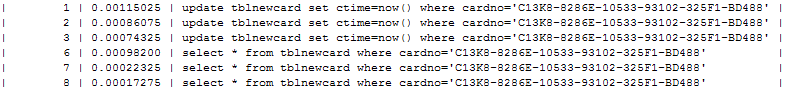 | 1 | 0.00115025 | update tblnewcard set ctime=now() where cardno='C13K8-8286E-10533-93102-325F1-BD488' |
| 2 | 0.00086075 | update tblnewcard set ctime=now() where cardno='C13K8-8286E-10533-93102-325F1-BD488' |
| 3 | 0.00074325 | update tblnewcard set ctime=now() where cardno='C13K8-8286E-10533-93102-325F1-BD488' |
| 6 | 0.00098200 | select * from tblnewcard where cardno='C13K8-8286E-10533-93102-325F1-BD488' |
| 7 | 0.00022325 | select * from tblnewcard where cardno='C13K8-8286E-10533-93102-325F1-BD488' |
| 8 | 0.00017275 | select * from tblnewcard where cardno='C13K8-8286E-10533-93102-325F1-BD488' |